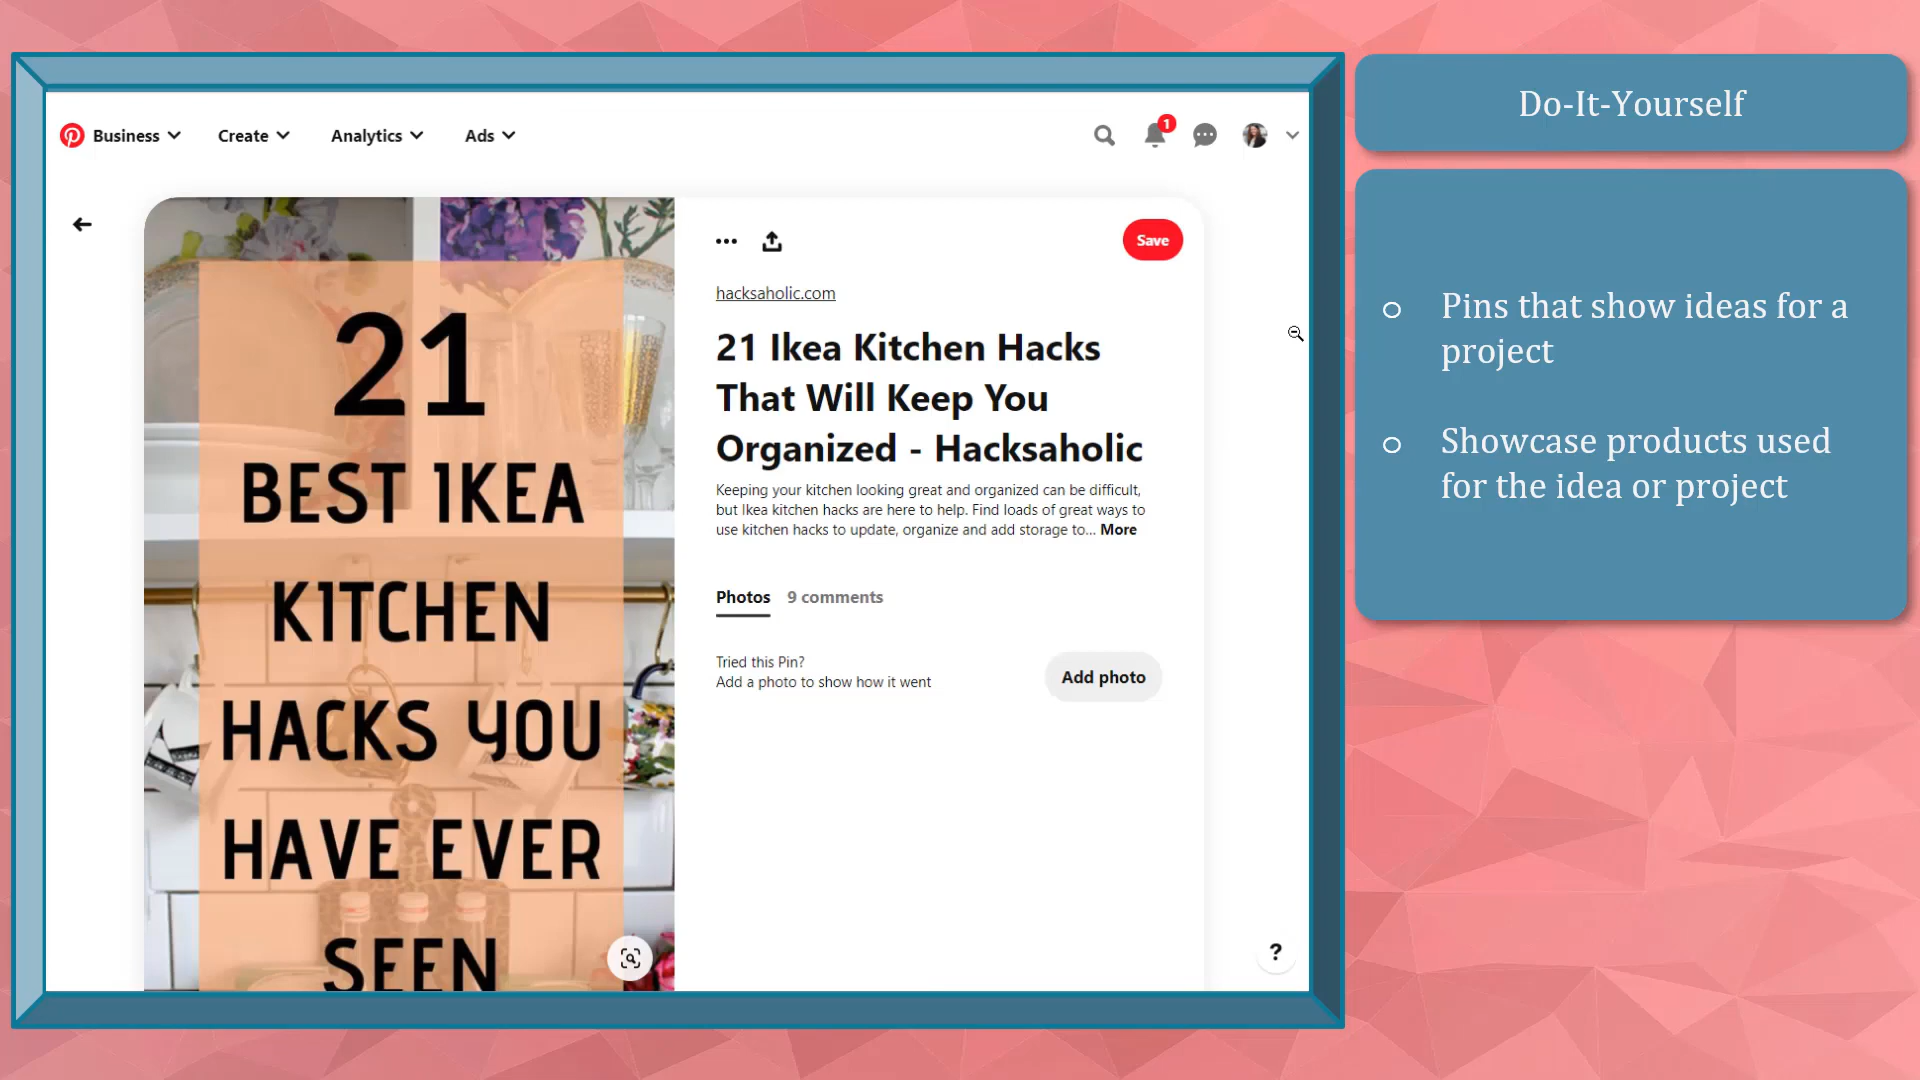 Business
Create
Analytics
Ads
1
Save
hacksaholic.com
21 Ikea Kitchen Hacks
That Will Keep You
Organized - Hacksaholic
Keeping your kitchen looking great and organized can be difficult,
but Ikea kitchen hacks are here to help. Find loads of great ways to
use kitchen hacks to update, organize and add storage to... More
Photos
9 comments
Tried this Pin?
Add a photo to show how it went
Add photo
?
21
BEST IKEA
KITCHEN
HACKS YOU
HAVE EVER
SEEN
Do-It-Yourself
Pins that show ideas for a
project
Showcase products used
for the idea or project